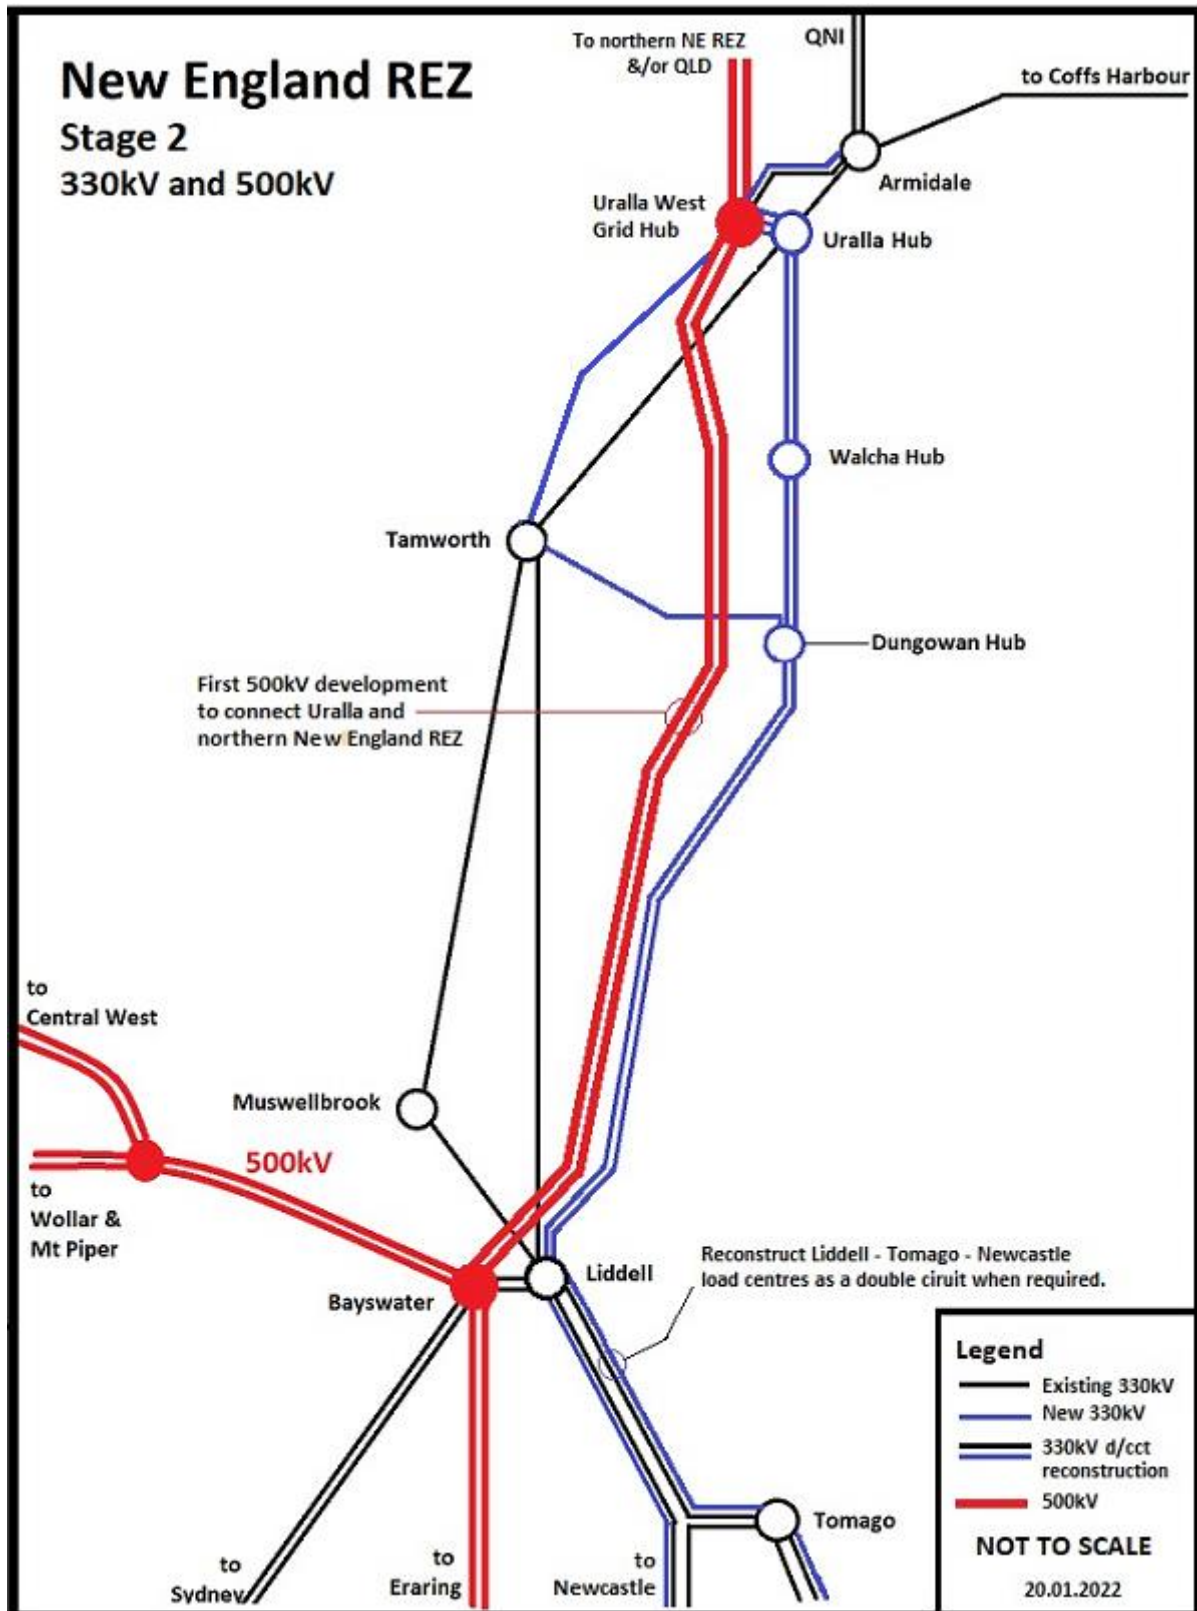 New England REZ
Stage 2
330kV and 500kV
To northern NE REZ
&/or QLD
QNI
to Coffs Harbour
Armidale
Uralla West
Grid Hub
Uralla Hub
Walcha Hub
Tamworth
Dungowan Hub
First 500kV development
to connect Uralla and
northern New England REZ
to
Central West
Muswellbrook
500kV
to
Wollar &
Mt Piper
Liddell
Bayswater
Reconstruct Liddell - Tomago - Newcastle
load centres as a double ciruit when required.
Tomago
to
Sydney
to
Eraring
to
Newcastle
Legend
Existing 330kV
New 330kV
330kV d/cct
reconstruction
500kV
NOT TO SCALE
20.01.2022